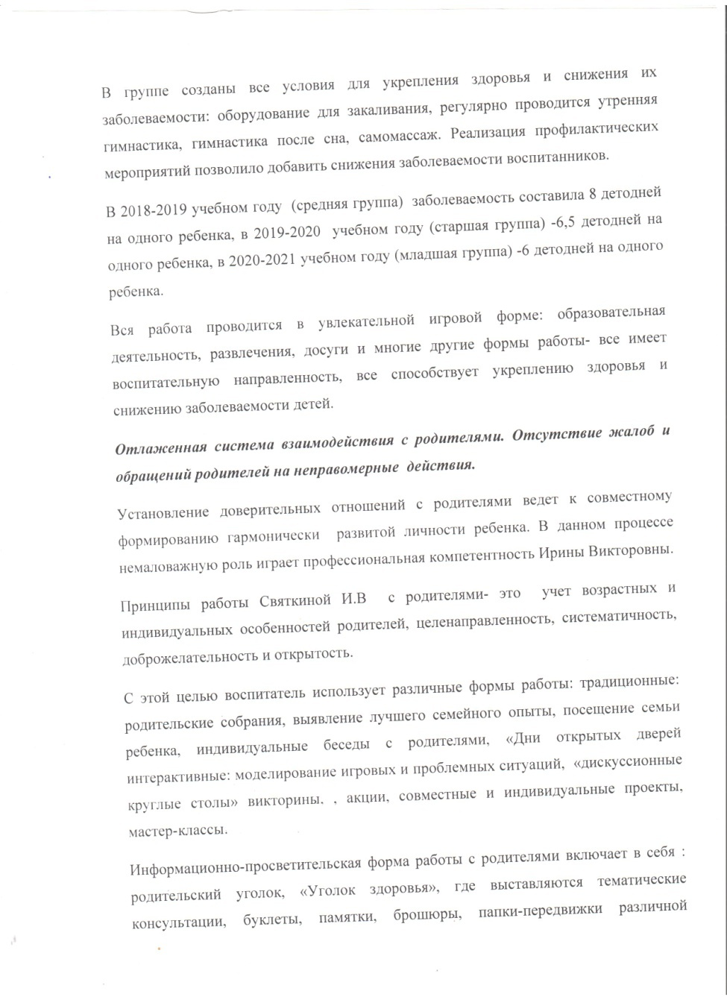 В группе созданы все условия для укрепления здоровья и снижения их
заболеваемости: оборудование для закаливания, регулярно проводится утренняя
гимнастика, гимнастика после сна, самомассаж. Реализация профилактических
мероприятий позволило добавить снижения заболеваемости воспитанников.
В 2018-2019 учебном году (средняя группа) заболеваемость составила 8 детодней
на одного ребенка, в 2019-2020 учебном году (старшая группа) -6,5 детодней на
одного ребенка, в 2020-2021 учебном году (младшая группа) -6 детодней на одного
ребенка.
Вся работа проводится в увлекательной игровой форме: образовательная
деятельность, развлечения, досуги и многие другие формы работы- все имеет
воспитательную направленность, все способствует укреплению здоровья и
снижению заболеваемости детей.
Отлаженная система взаимодействия с родителями. Отсутствие жалоб и
обращений родителей на неправомерные действия.
Установление доверительных отношений с родителями ведет к совместному
формированию гармонически развитой личности ребенка. В данном процессе
немаловажную роль играет профессиональная компетентность Ирины Викторовны.
Принципы работы Святкиной И.В с родителями- это учет возрастных и
индивидуальных особенностей родителей, целенаправленность, систематичность,
доброжелательность и открытость.
С этой целью воспитатель использует различные формы работы: традиционные:
родительские собрания, выявление лучшего семейного опыты, посещение семьи
ребенка, индивидуальные беседы с родителями, «Дни открытых дверей
интерактивные: моделирование игровых и проблемных ситуаций, «дискуссионные
круглые столы» викторины. , акции, совместные и индивидуальные проекты,
мастер-классы.
Информационно-просветительская форма работы с родителями включает в себя :
родительский уголок, «Уголок здоровья», где выставляются тематические
консультации, буклеты, памятки, брошюры, папки-передвижки различной